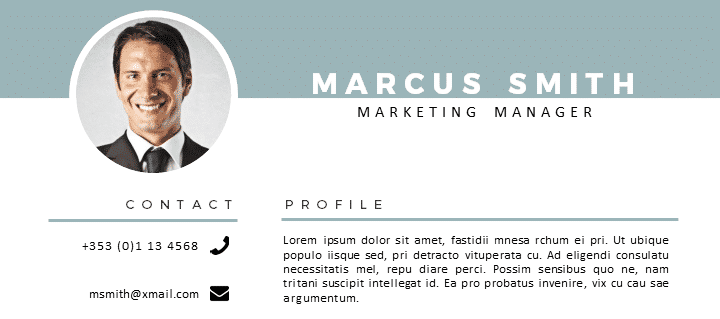 MARCUS SMITH
MARKETING MANAGER
CONTACT
+353 (0)1 13 4568
msmith@xmail.com
PROFILE
Lorem ipsum dolor sit amet, fastidii mnesa rchum ei pri. Ut ubique
populo iisque sed, pri detracto vituperata cu. Ad eligendi consulatu
necessitatis mel, repu diare perci. Possim sensibus quo ne, nam
tritani suscipit intellegat id. Ea pro probatus invenire, vix cu cau sae
argumentum.